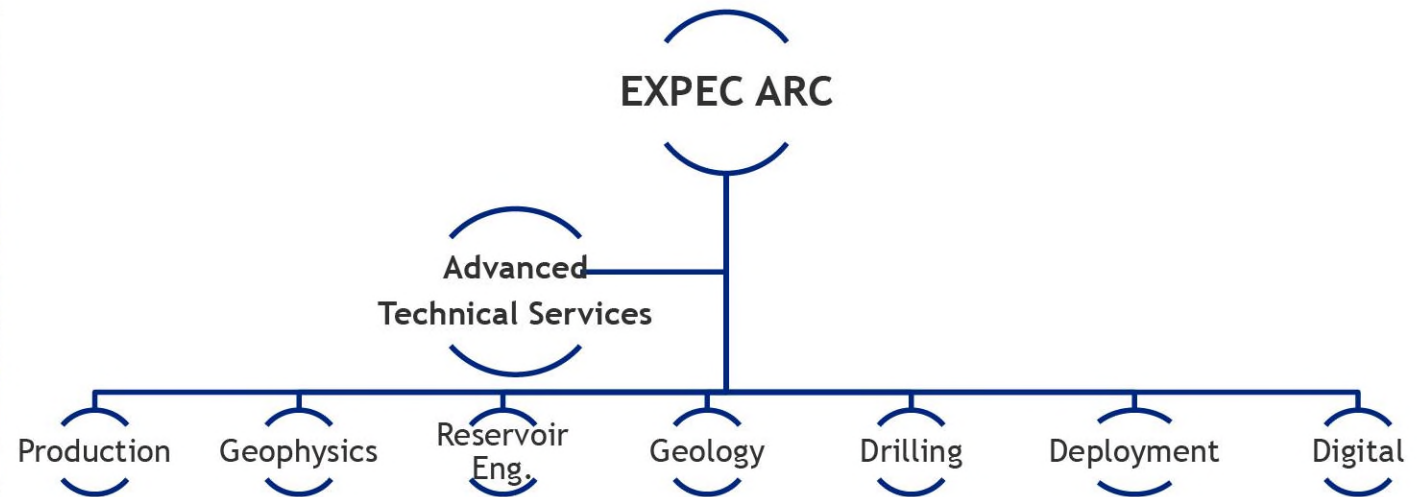 EXPEC ARC
Advanced
Technical Services
Production
Geophysics
Reservoir
Eng.
Geology
Drilling
Deployment
Digital